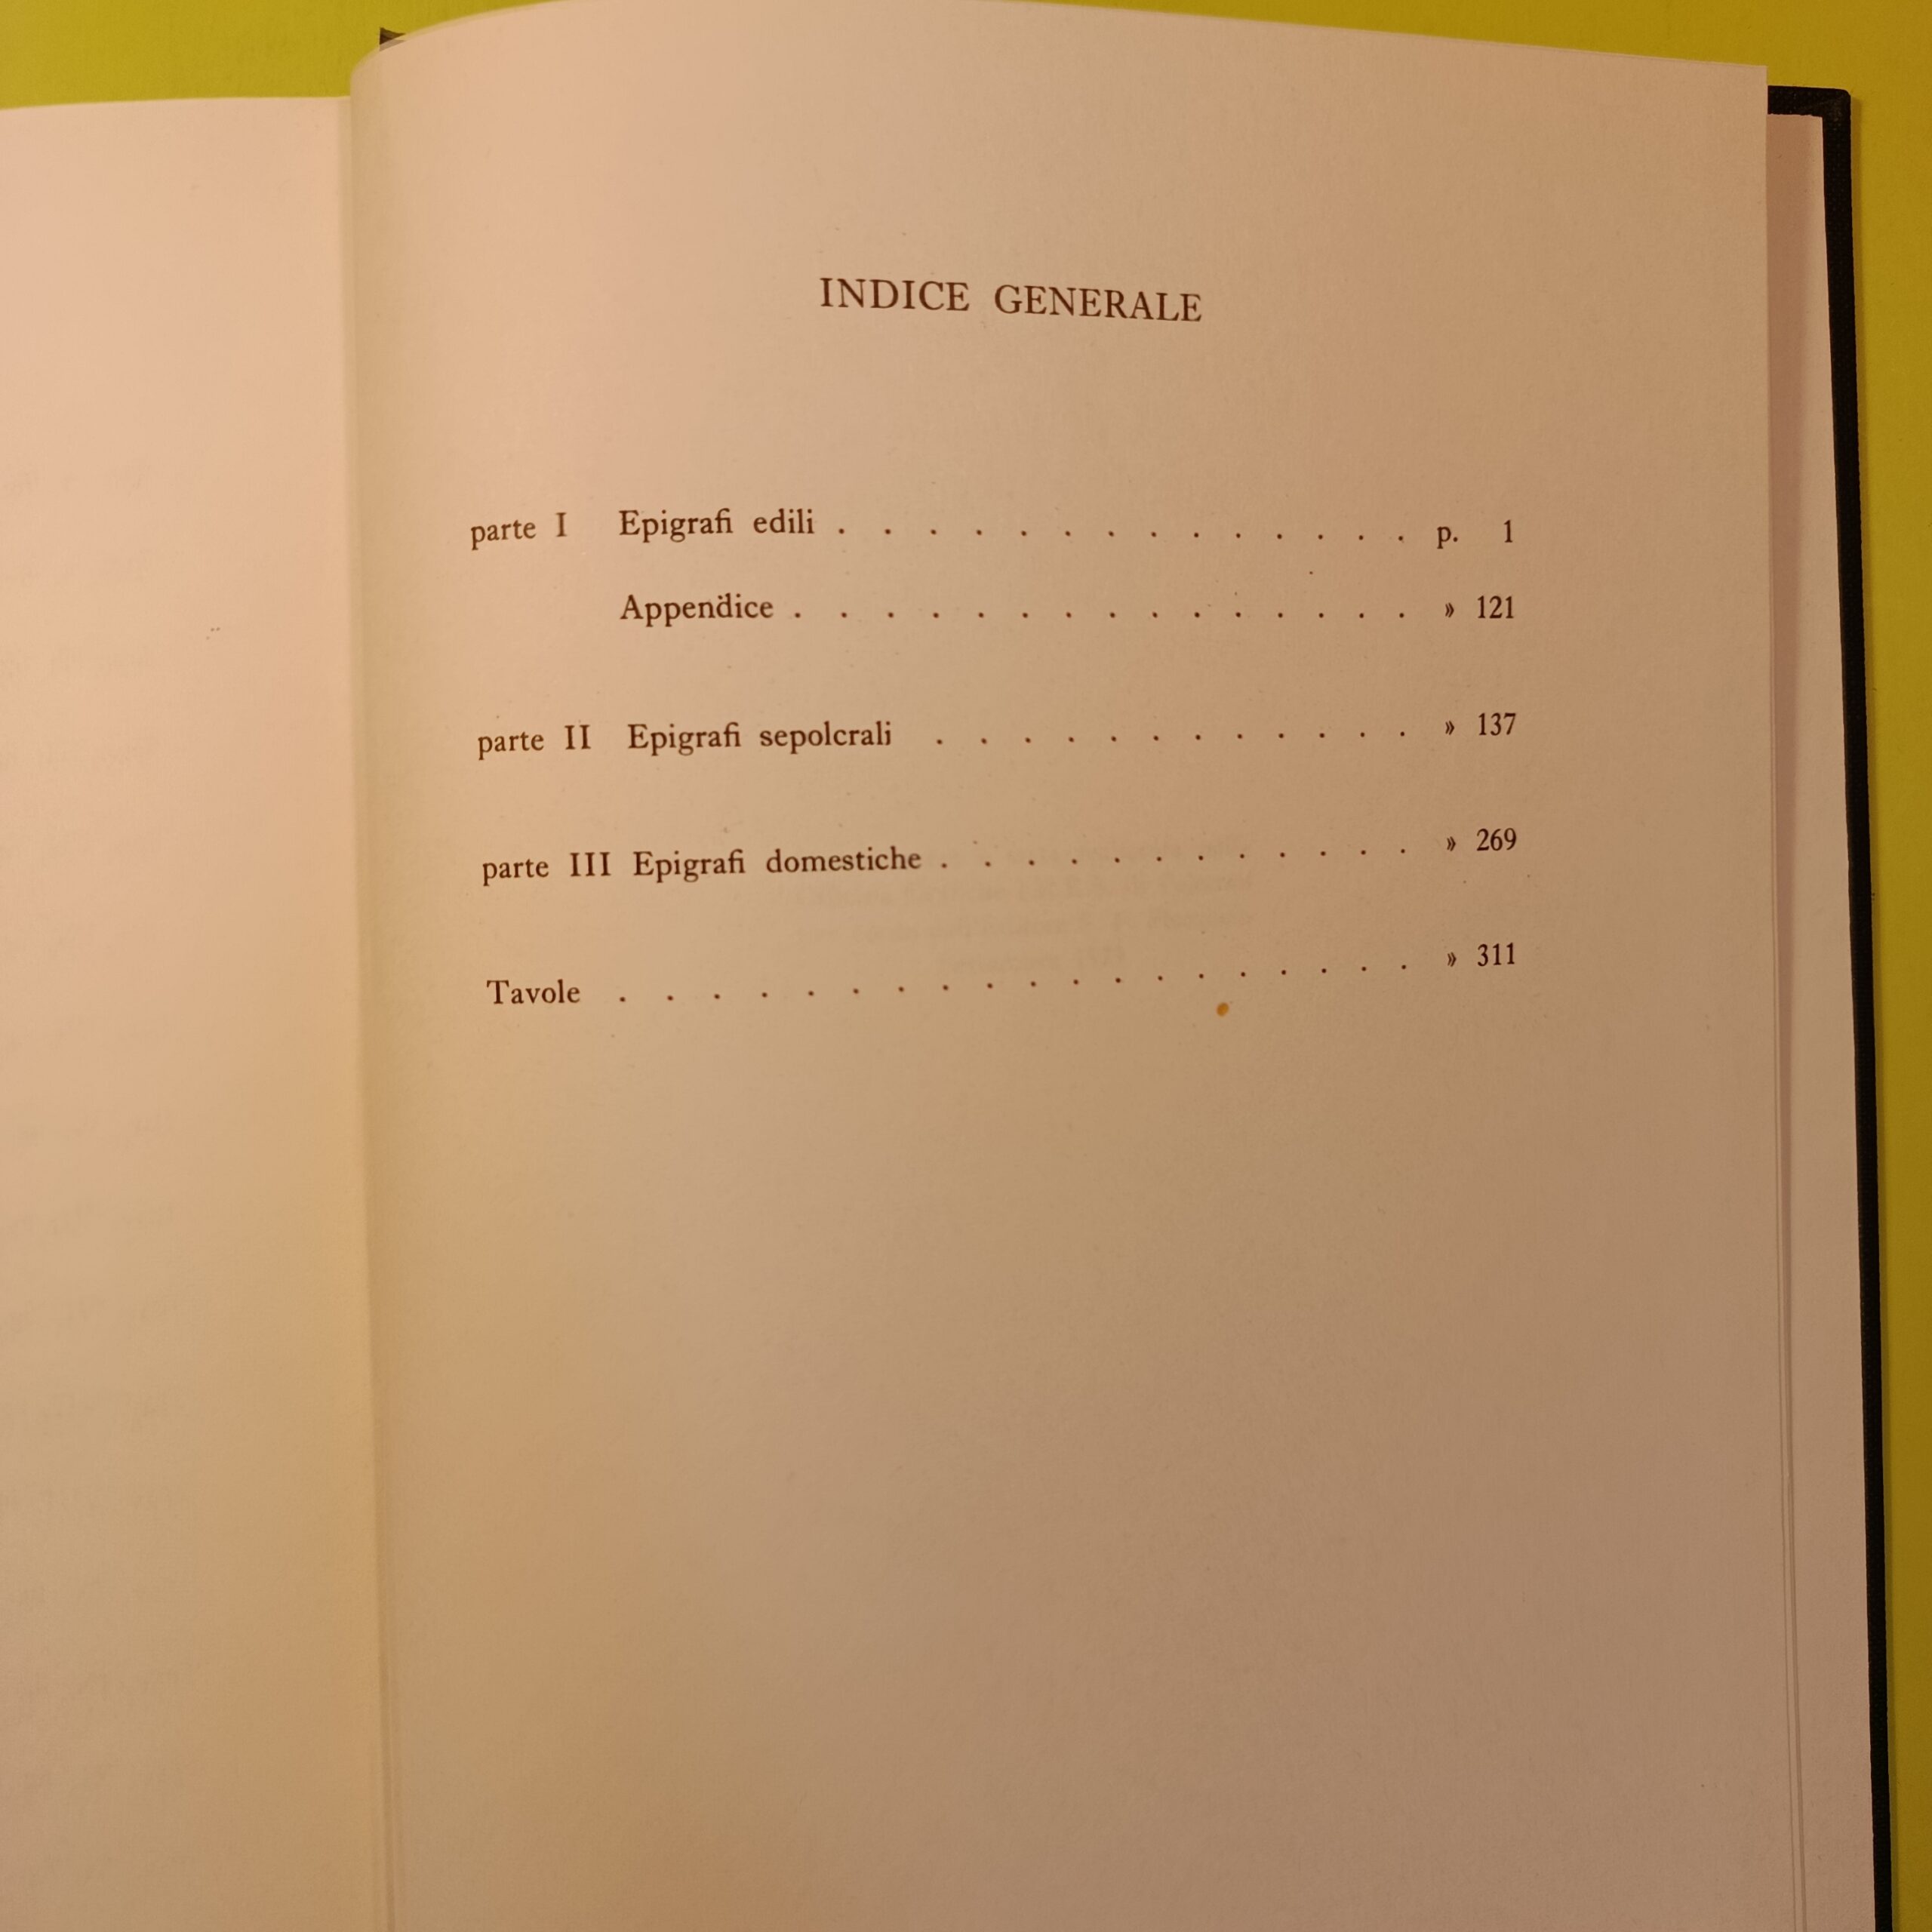 INDICE GENERALE
parte I Epigrafi edili . . . . . . . . . . . . . . p. 1
Appendice . . . . . . . . . . . . . . . » 121
parte II Epigrafi sepolcrali . . . . . . . . . . . . » 137
parte III Epigrafi domestiche . . . . . . . . . . . . » 269
Tavole . . . . . . . . . . . . . . . . . . » 311